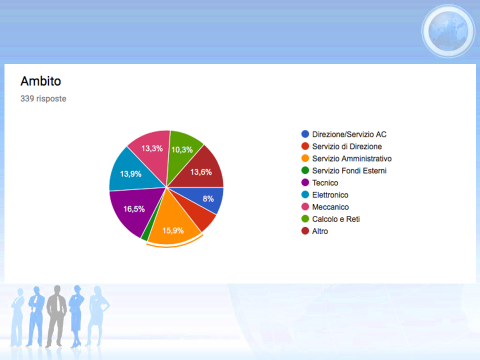 Ambito
339 risposte
13,3%
10,3%
13,9%
13,6%
8%
16,5%
15,9%
Direzione/Servizio AC
Servizio di Direzione
Servizio Amministrativo
Servizio Fondi Esterni
Tecnico
Elettronico
Meccanico
Calcolo e Reti
Altro